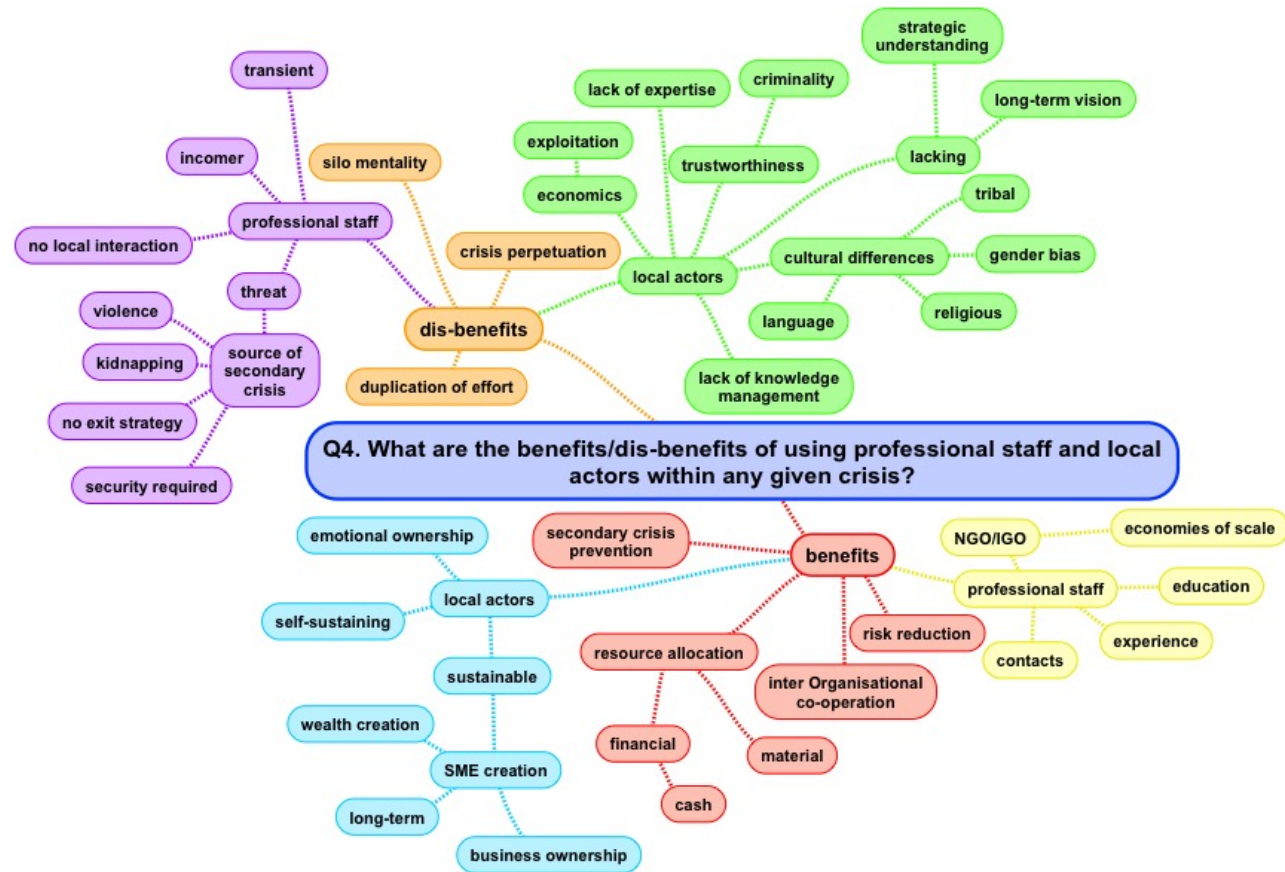 strategic
understanding
transient
criminality
lack of expertise
long-term vision
exploitation
incomer
silo mentality
trustworthiness
lacking
economics
tribal
professional staff
no local interaction
crisis perpetuation
cultural differences
gender bias
local actors
threat
violence
language
religious
dis-benefits
source of
secondary
crisis
kidnapping
duplication of effort
lack of knowledge
management
no exit strategy
security required
Q4. What are the benefits/dis-benefits of using professional staff and local
actors within any given crisis?
emotional ownership
secondary crisis
prevention
benefits
NGO/IGO
economies of scale
local actors
professional staff
education
self-sustaining
risk reduction
experience
resource allocation
contacts
sustainable
inter Organisational
co-operation
wealth creation
financial
material
SME creation
cash
long-term
business ownership